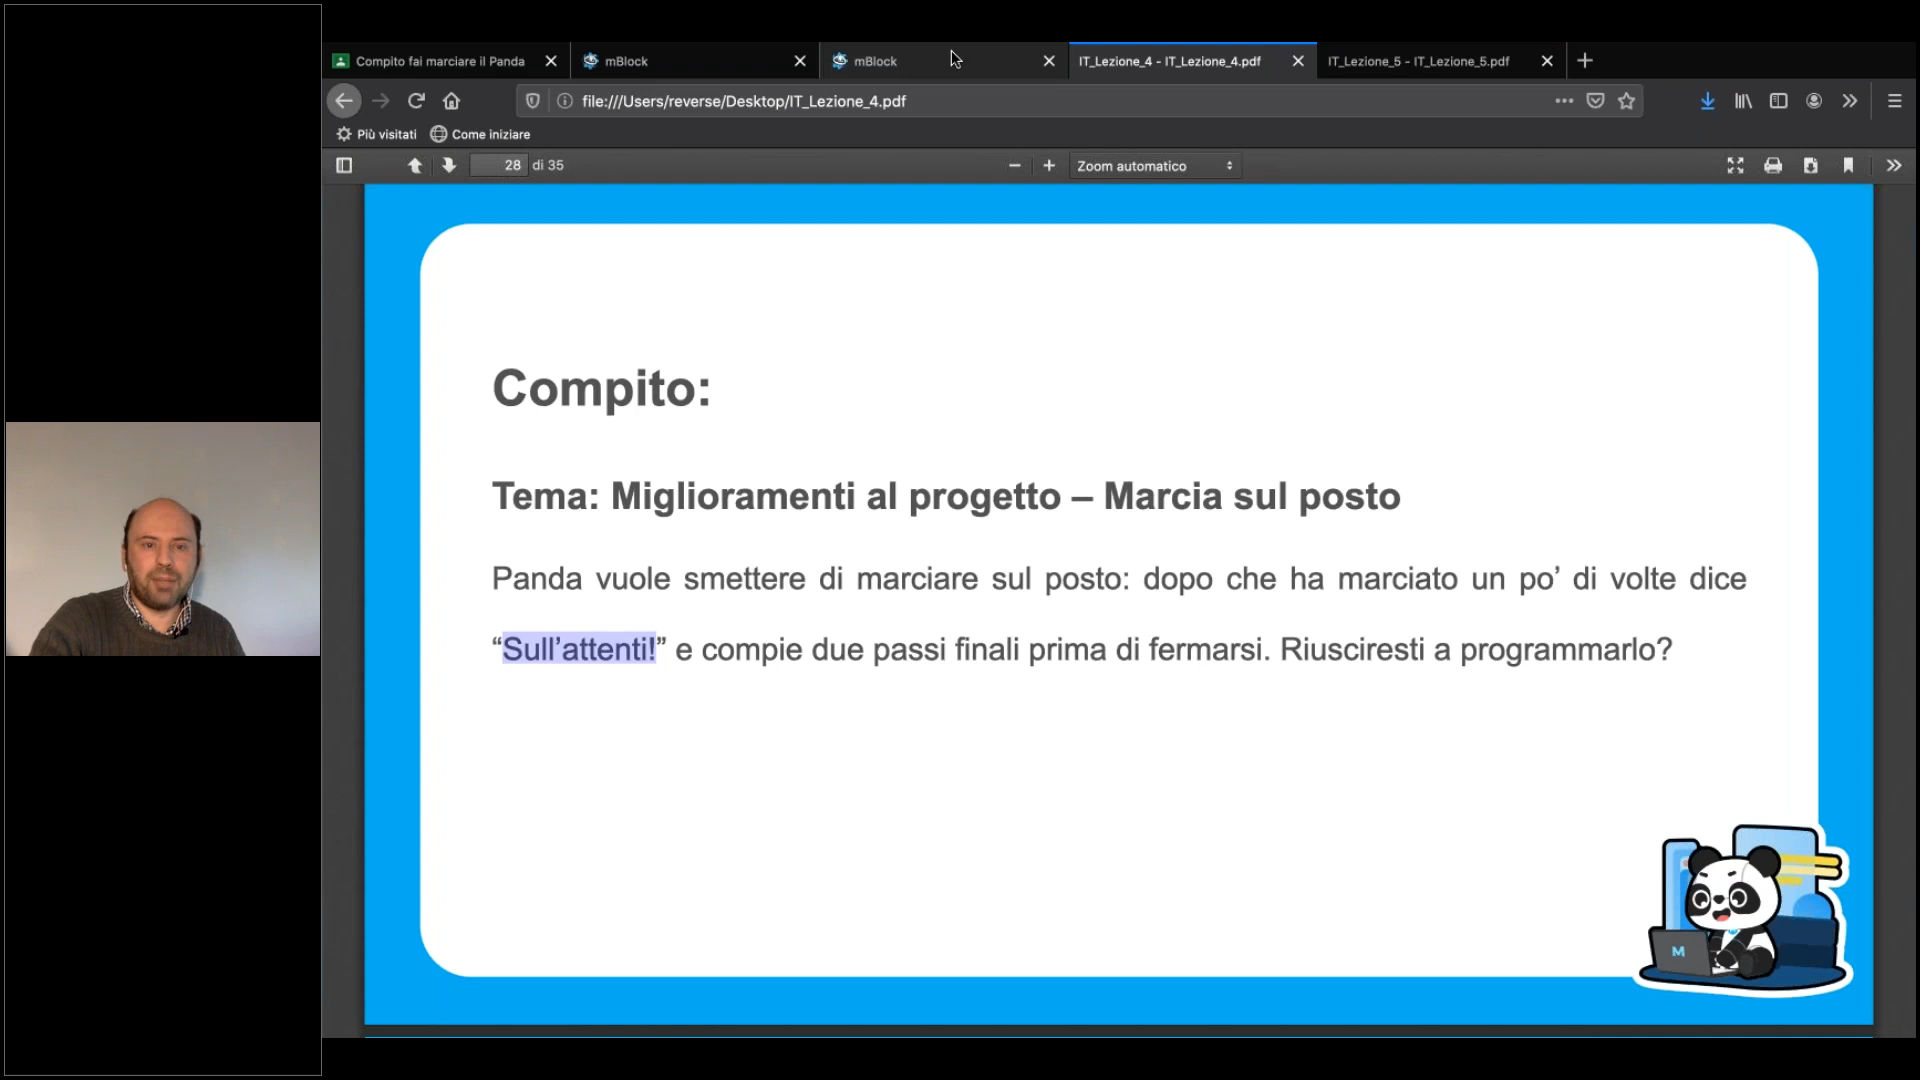 Compito fai marciare il Panda
mBlock
mBlock
IT_Lezione_4 - IT_Lezione_4.pdf
IT_Lezione_5 - IT_Lezione_5.pdf
file:///Users/reverse/Desktop/IT_Lezione_4.pdf
Più visitati
Come iniziare
28 di 35
Zoom automatico
Compito:
Tema: Miglioramenti al progetto – Marcia sul posto
Panda vuole smettere di marciare sul posto: dopo che ha marciato un po’ di volte dice
“Sull’attenti!” e compie due passi finali prima di fermarsi. Riusciresti a programmarlo?
M